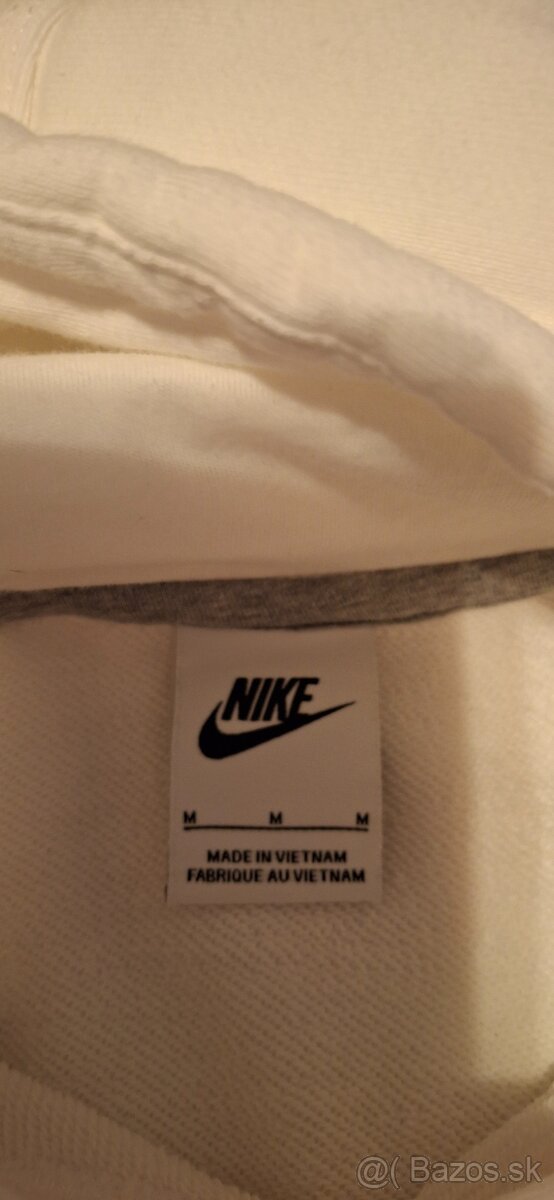 NIKE
M M M
MADE IN VIETNAM
FABRIQUE AU VIETNAM
@( Bazos.sk